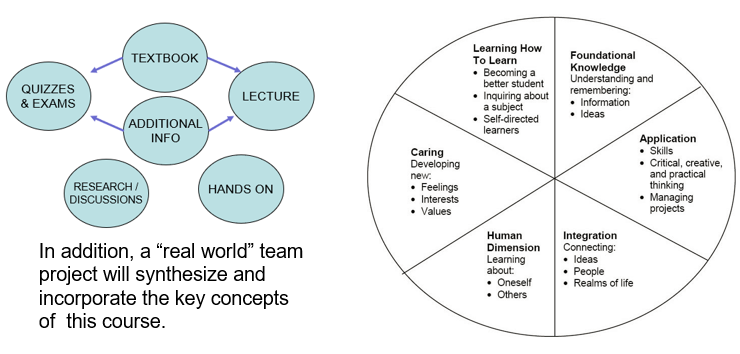 TEXTBOOK
QUIZZES
& EXAMS
LECTURE
ADDITIONAL
INFO
RESEARCH /
DISCUSSIONS
HANDS ON
In addition, a “real world” team
project will synthesize and
incorporate the key concepts
of this course.
Learning How
To Learn
• Becoming a
better student
• Inquiring about
a subject
• Self-directed
learners
Foundational
Knowledge
Understanding and
remembering:
• Information
• Ideas
Application
• Skills
• Critical, creative,
and practical
thinking
• Managing
projects
Caring
Developing
new:
• Feelings
• Interests
• Values
Human
Dimension
Learning
about:
• Oneself
• Others
Integration
Connecting:
• Ideas
• People
• Realms of life